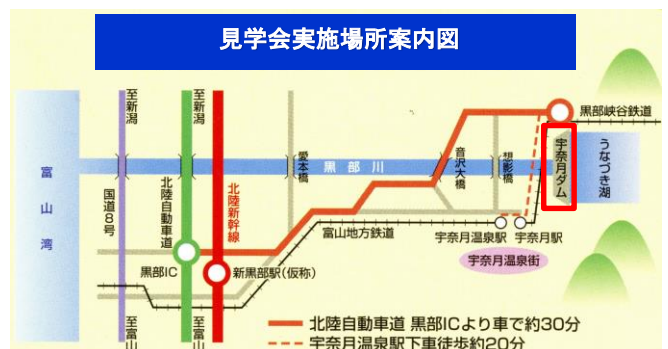 見学会実施場所案内図
至新潟
至新潟
黒部峡谷鉄道
富山湾
国道8号
北陸自動車道
北陸新幹線
愛本橋
黒部川
音沢大橋
想影橋
宇奈月ダム
うなづき湖
富山地方鉄道
宇奈月温泉駅
宇奈月駅
宇奈月温泉街
黒部IC
新黒部駅(仮称)
至富山
至富山
北陸自動車道 黒部ICより車で約30分
宇奈月温泉駅下車徒歩約20分